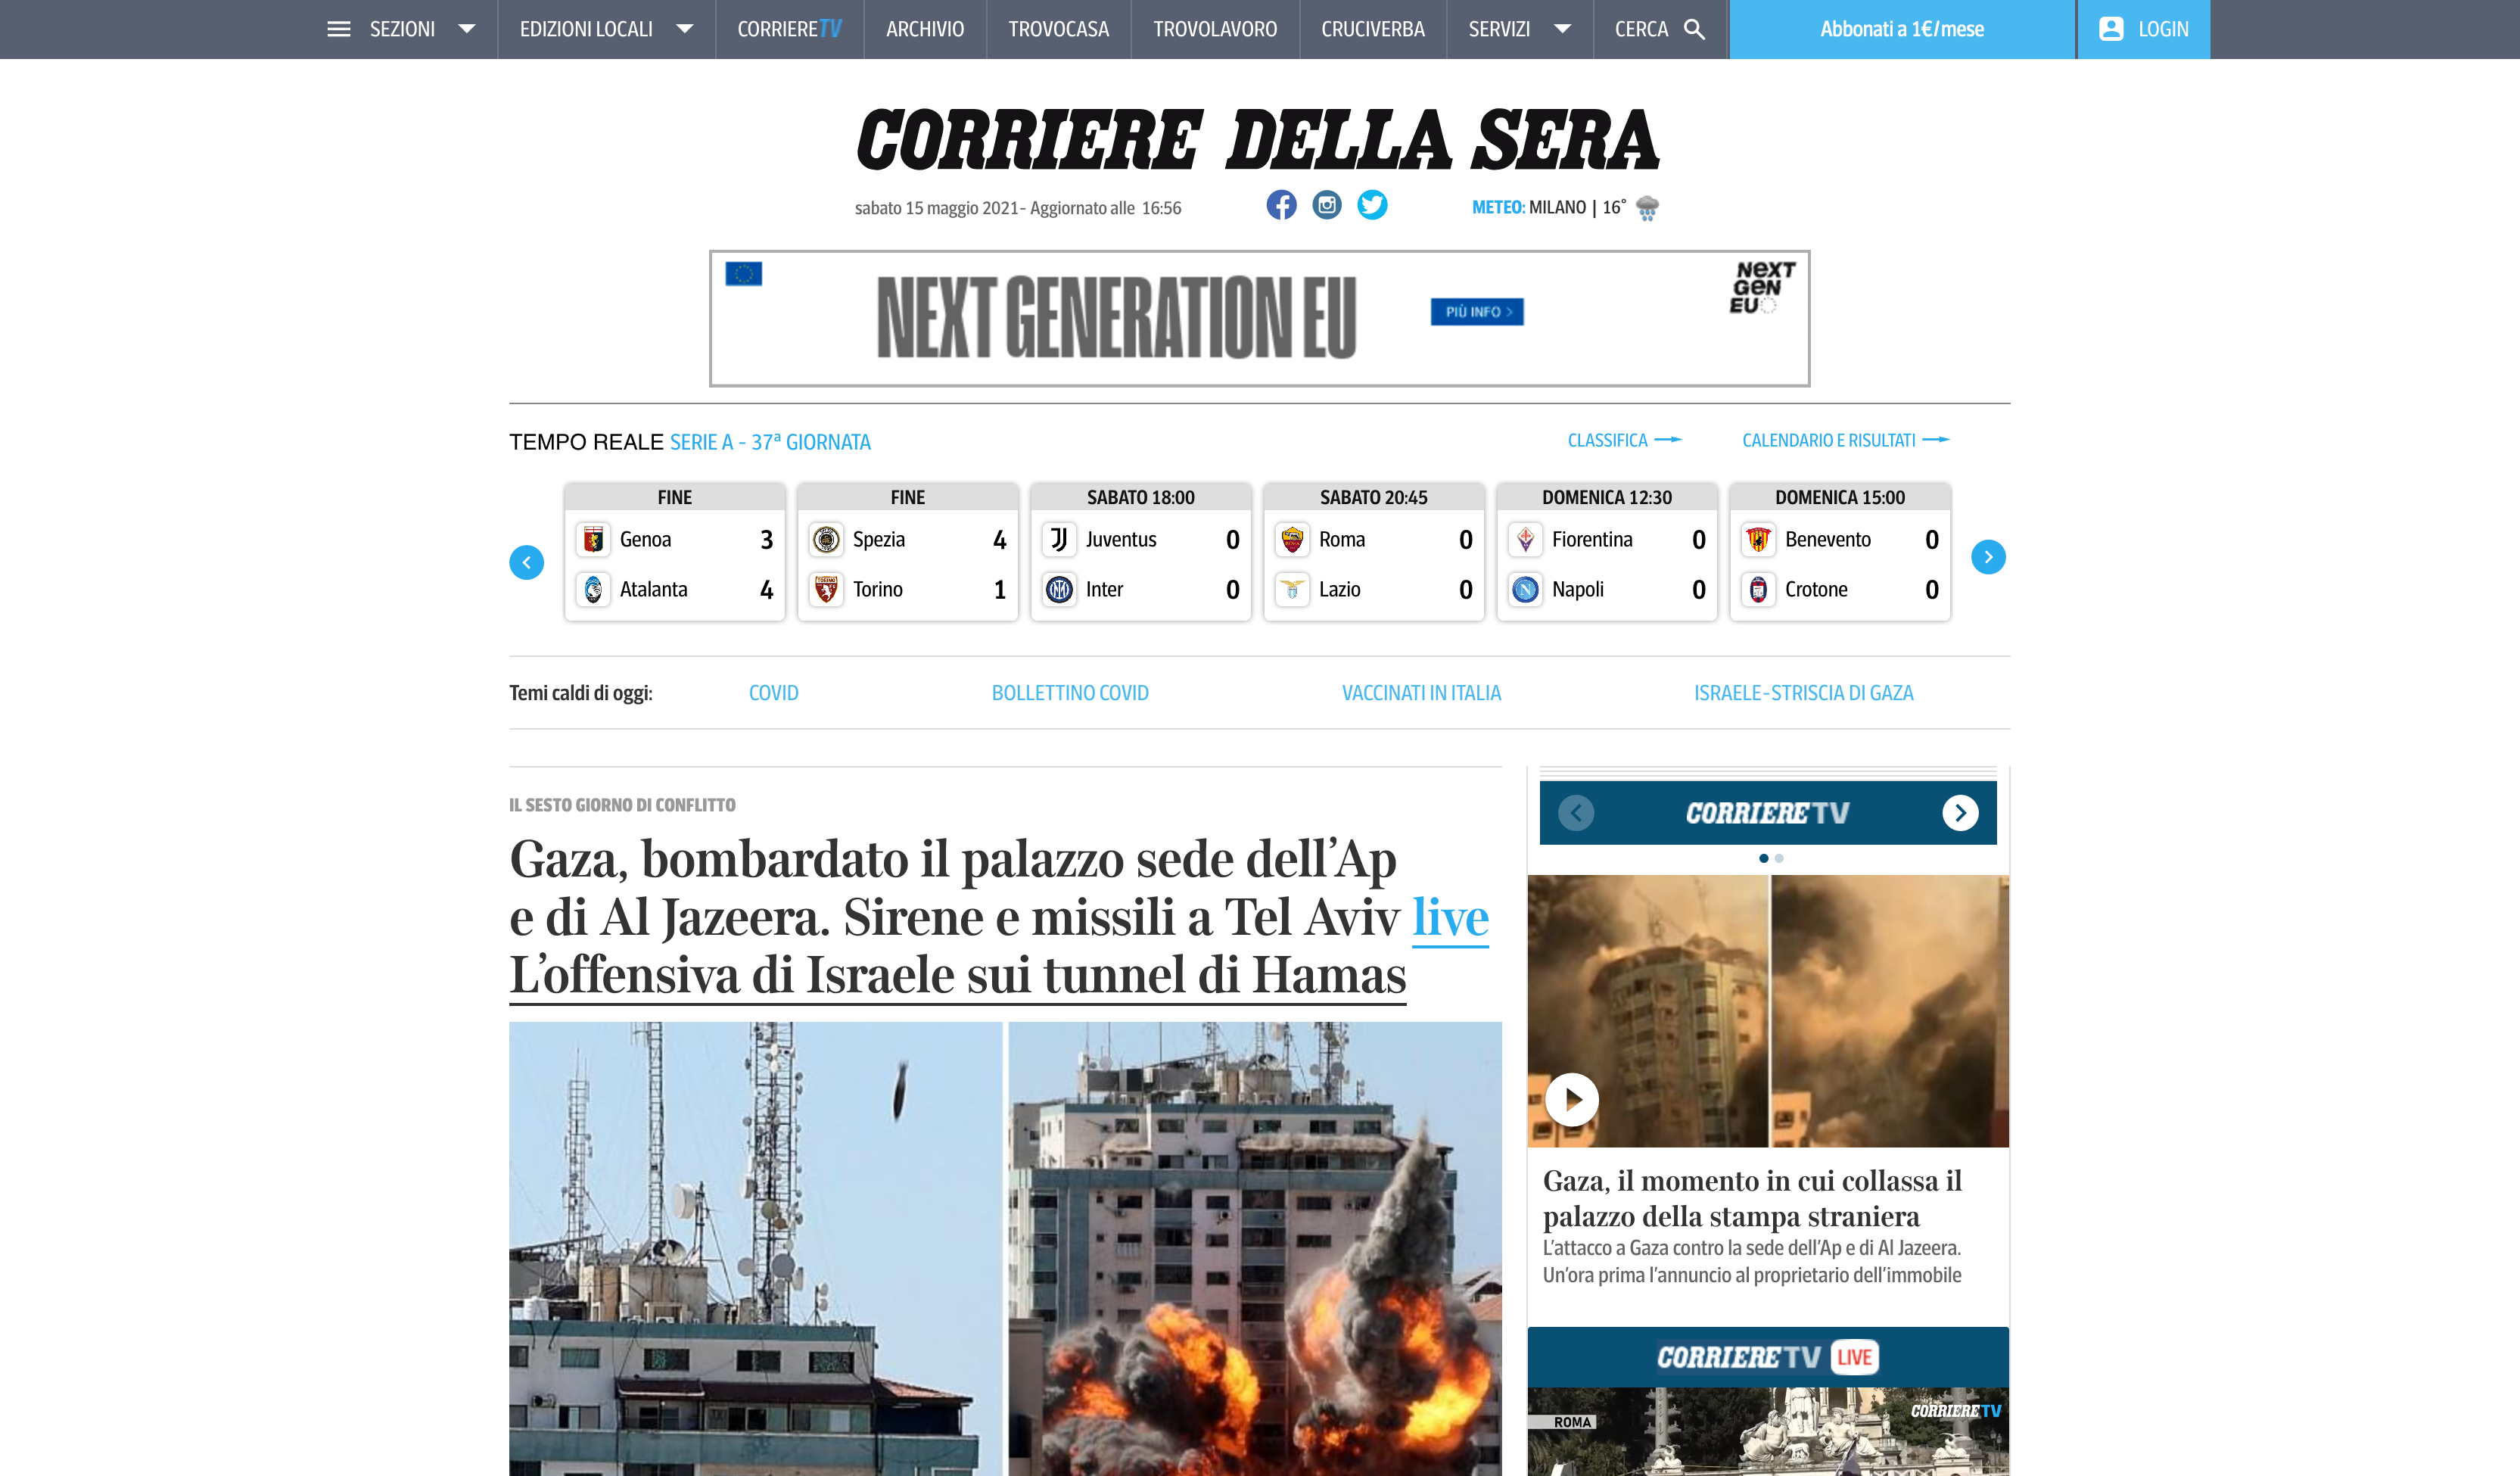 SEZIONI
EDIZIONI LOCALI
CORRIERETV
ARCHIVIO
TROVOCASA
TROVOLAVORO
CRUCIVERBA
SERVIZI
CERCA
Abbonati a 1€/mese
LOGIN
CORRIERE DELLA SERA
sabato 15 maggio 2021- Aggiornato alle 16:56
METEO: MILANO | 16°
NEXT GENERATION EU
PIÙ INFO >
NeXT
GeN
EU
TEMPO REALE SERIE A - 37ª GIORNATA
CLASSIFICA
CALENDARIO E RISULTATI
FINE
Genoa 3
Atalanta 4
FINE
Spezia 4
Torino 1
SABATO 18:00
Juventus 0
Inter 0
SABATO 20:45
Roma 0
Lazio 0
DOMENICA 12:30
Fiorentina 0
Napoli 0
DOMENICA 15:00
Benevento 0
Crotone 0
Temi caldi di oggi:
COVID
BOLLETTINO COVID
VACCINATI IN ITALIA
ISRAELE-STRISCIA DI GAZA
IL SESTO GIORNO DI CONFLITTO
Gaza, bombardato il palazzo sede dell’Ap
e di Al Jazeera. Sirene e missili a Tel Aviv live
L’offensiva di Israele sui tunnel di Hamas
CORRIERETV
Gaza, il momento in cui collassa il
palazzo della stampa straniera
L’attacco a Gaza contro la sede dell’Ap e di Al Jazeera.
Un’ora prima l’annuncio al proprietario dell’immobile
CORRIERETV LIVE
ROMA
CORRIERETV